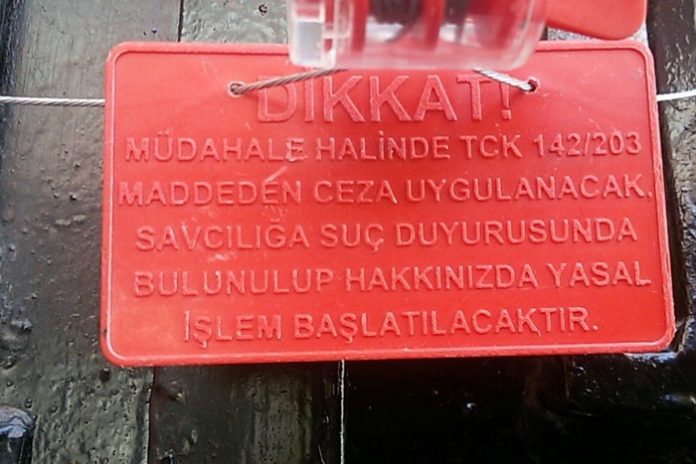 DİKKAT!
MÜDAHALE HALİNDE TCK 142/203
MADDEDEN CEZA UYGULANACAK,
SAVCILIĞA SUÇ DUYURUSUNDA
BULUNULUP HAKKINIZDA YASAL
İŞLEM BAŞLATILACAKTIR.